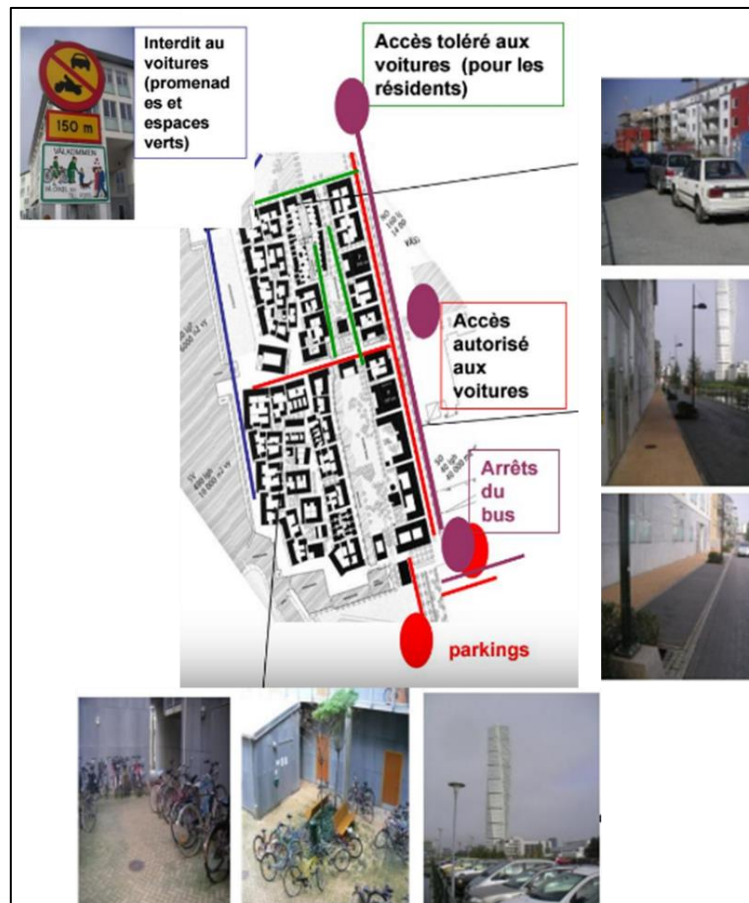 Interdit au
voitures
(promenad
es et
espaces
verts)
Accès toléré aux
voitures (pour les
résidents)
150 m
VÄLKOMMEN
Accès
autorisé
aux
voitures
Arrêts
du
bus
parkings